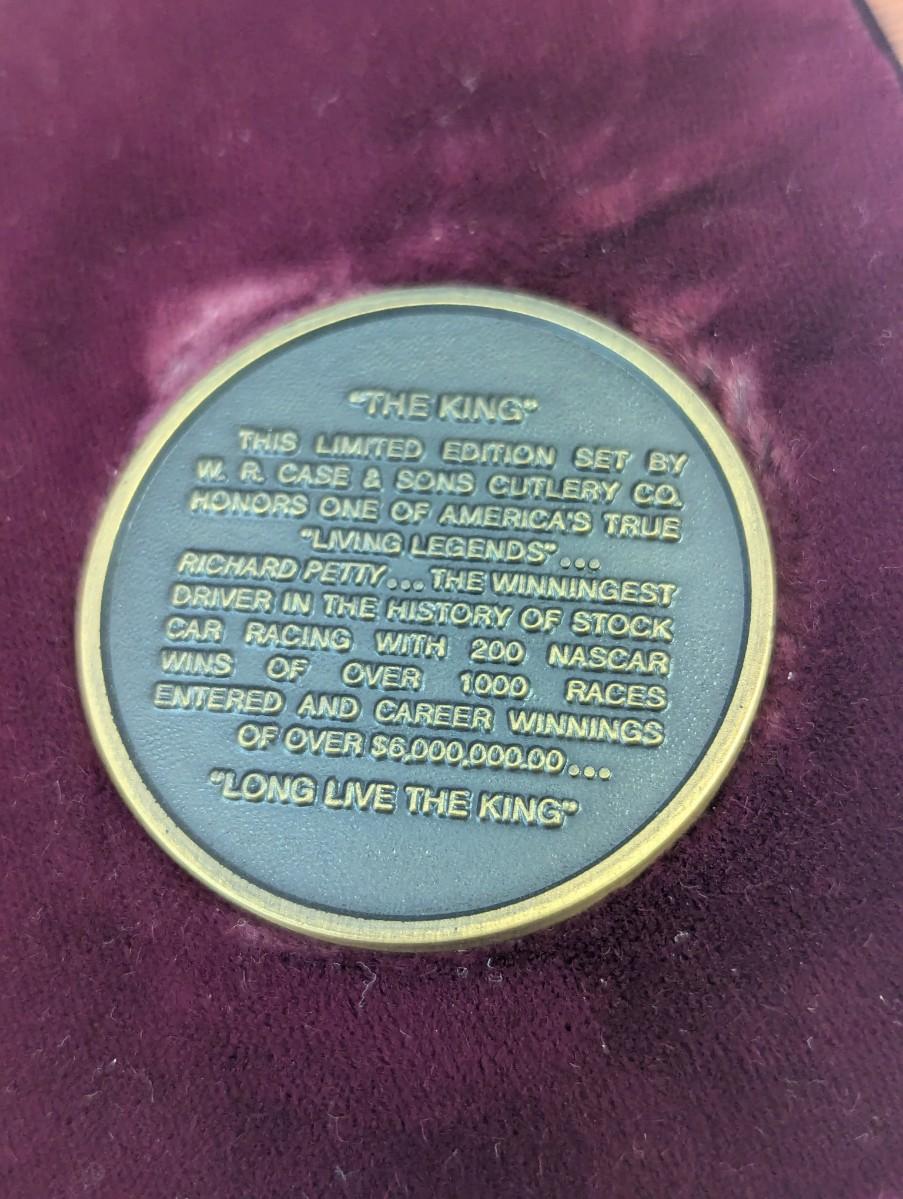 "THE KING"
THIS LIMITED EDITION SET BY
W. R. CASE & SONS CUTLERY CO.
HONORS ONE OF AMERICA'S TRUE
"LIVING LEGENDS"...
RICHARD PETTY... THE WINNINGEST
DRIVER IN THE HISTORY OF STOCK
CAR RACING WITH 200 NASCAR
WINS OF OVER 1000 RACES
ENTERED AND CAREER WINNINGS
OF OVER $6,000,000.00...
"LONG LIVE THE KING"